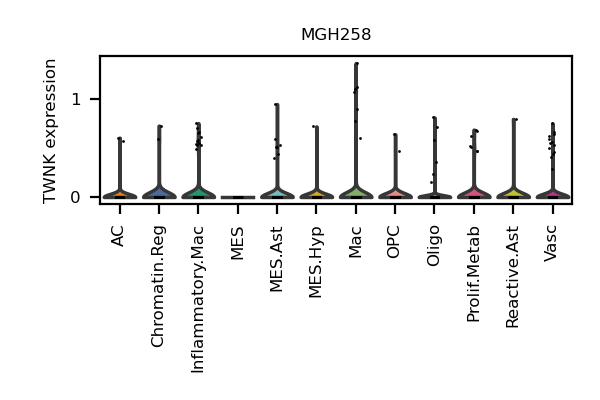 MGH258
TWNK expression
1
0
AC
Chromatin.Reg
Inflammatory.Mac
MES
MES.Ast
MES.Hyp
Mac
OPC
Oligo
Prolif.Metab
Reactive.Ast
Vasc